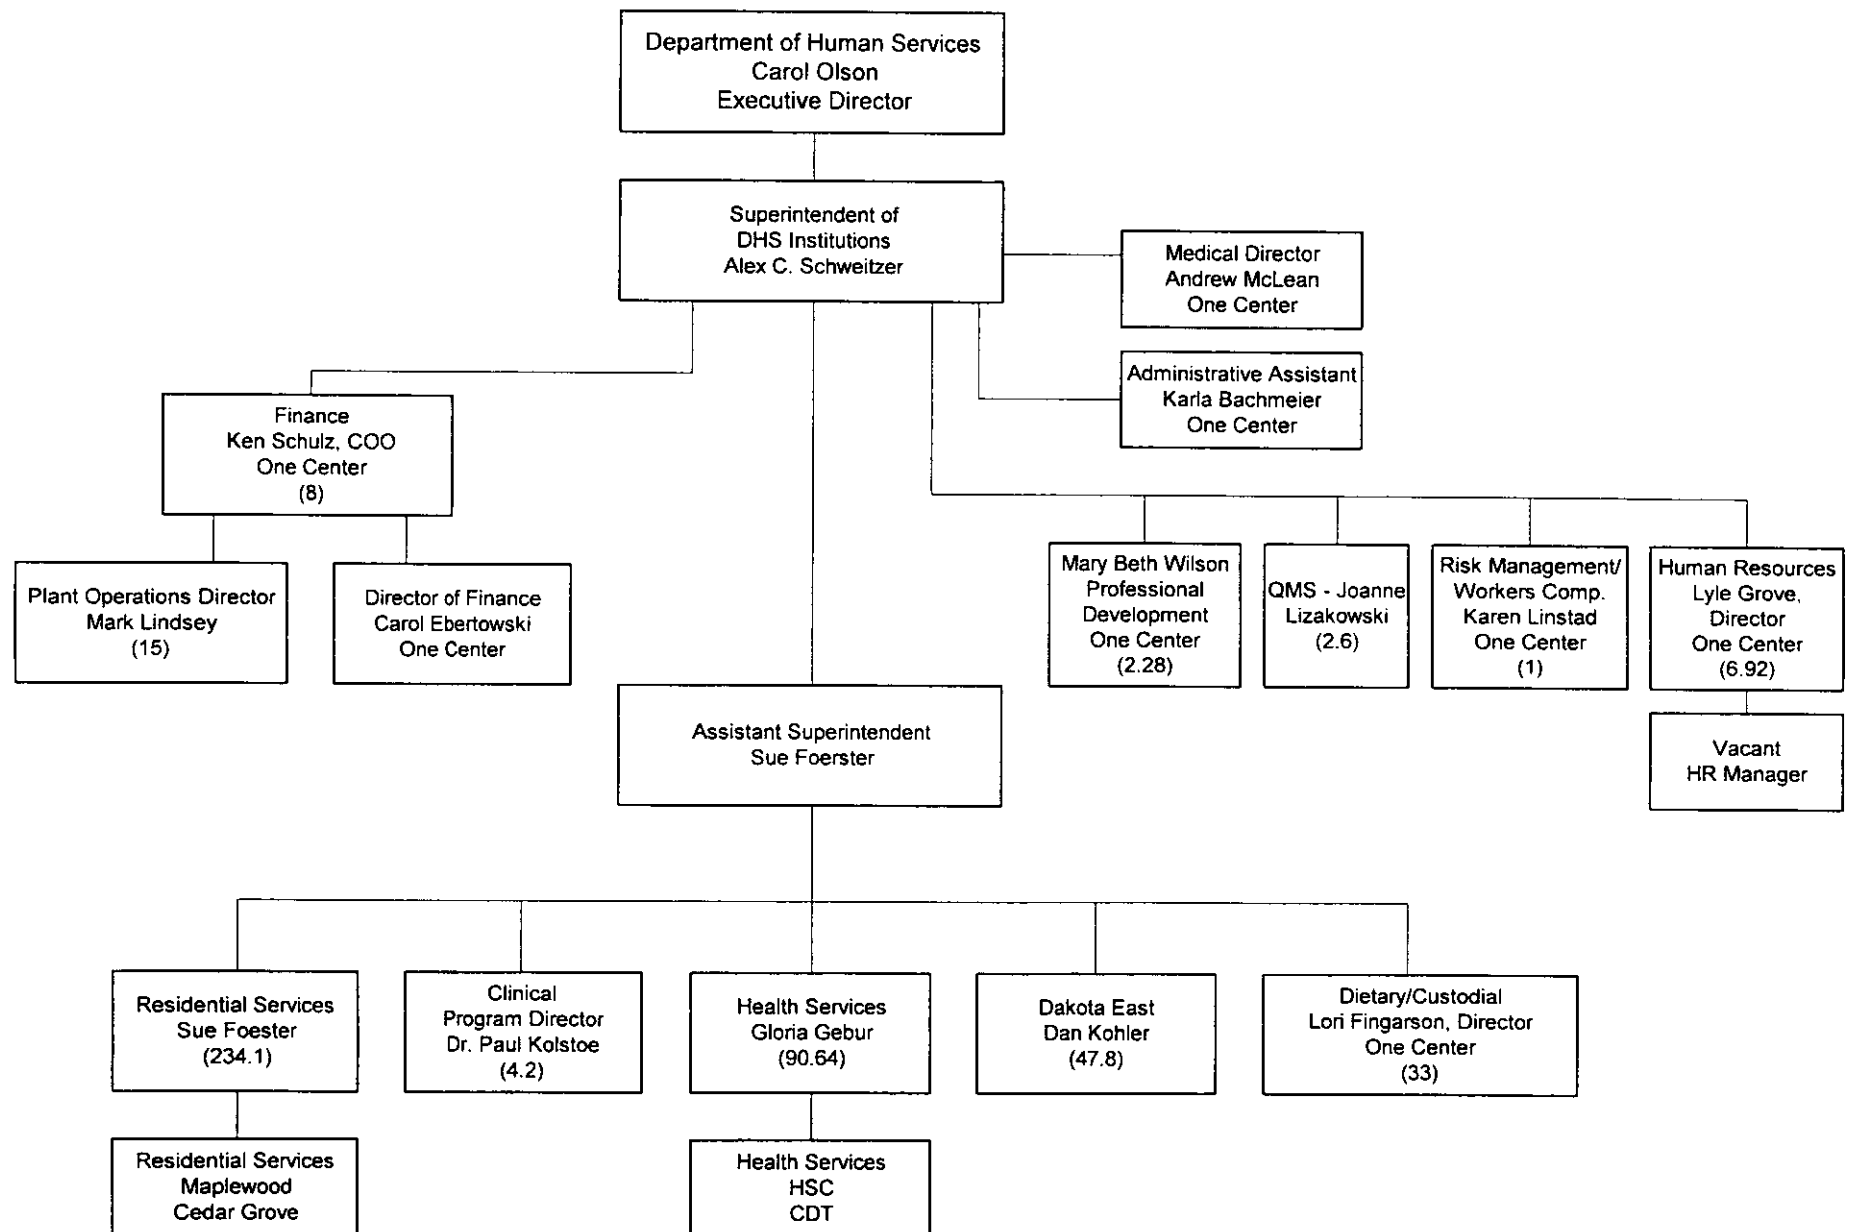 Department of Human Services
Carol Olson
Executive Director
Superintendent of
DHS Institutions
Alex C. Schweitzer
Medical Director
Andrew McLean
One Center
Administrative Assistant
Karla Bachmeier
One Center
Finance
Ken Schulz, COO
One Center
(8)
Plant Operations Director
Mark Lindsey
(15)
Director of Finance
Carol Ebertowski
One Center
Mary Beth Wilson
Professional
Development
One Center
(2.28)
QMS - Joanne
Lizakowski
(2.6)
Risk Management/
Workers Comp.
Karen Linstad
One Center
(1)
Human Resources
Lyle Grove,
Director
One Center
(6.92)
Vacant
HR Manager
Assistant Superintendent
Sue Foerster
Residential Services
Sue Foester
(234.1)
Clinical
Program Director
Dr. Paul Kolstoe
(4.2)
Health Services
Gloria Gebur
(90.64)
Dakota East
Dan Kohler
(47.8)
Dietary/Custodial
Lori Fingarson, Director
One Center
(33)
Residential Services
Maplewood
Cedar Grove
Health Services
HSC
CDT